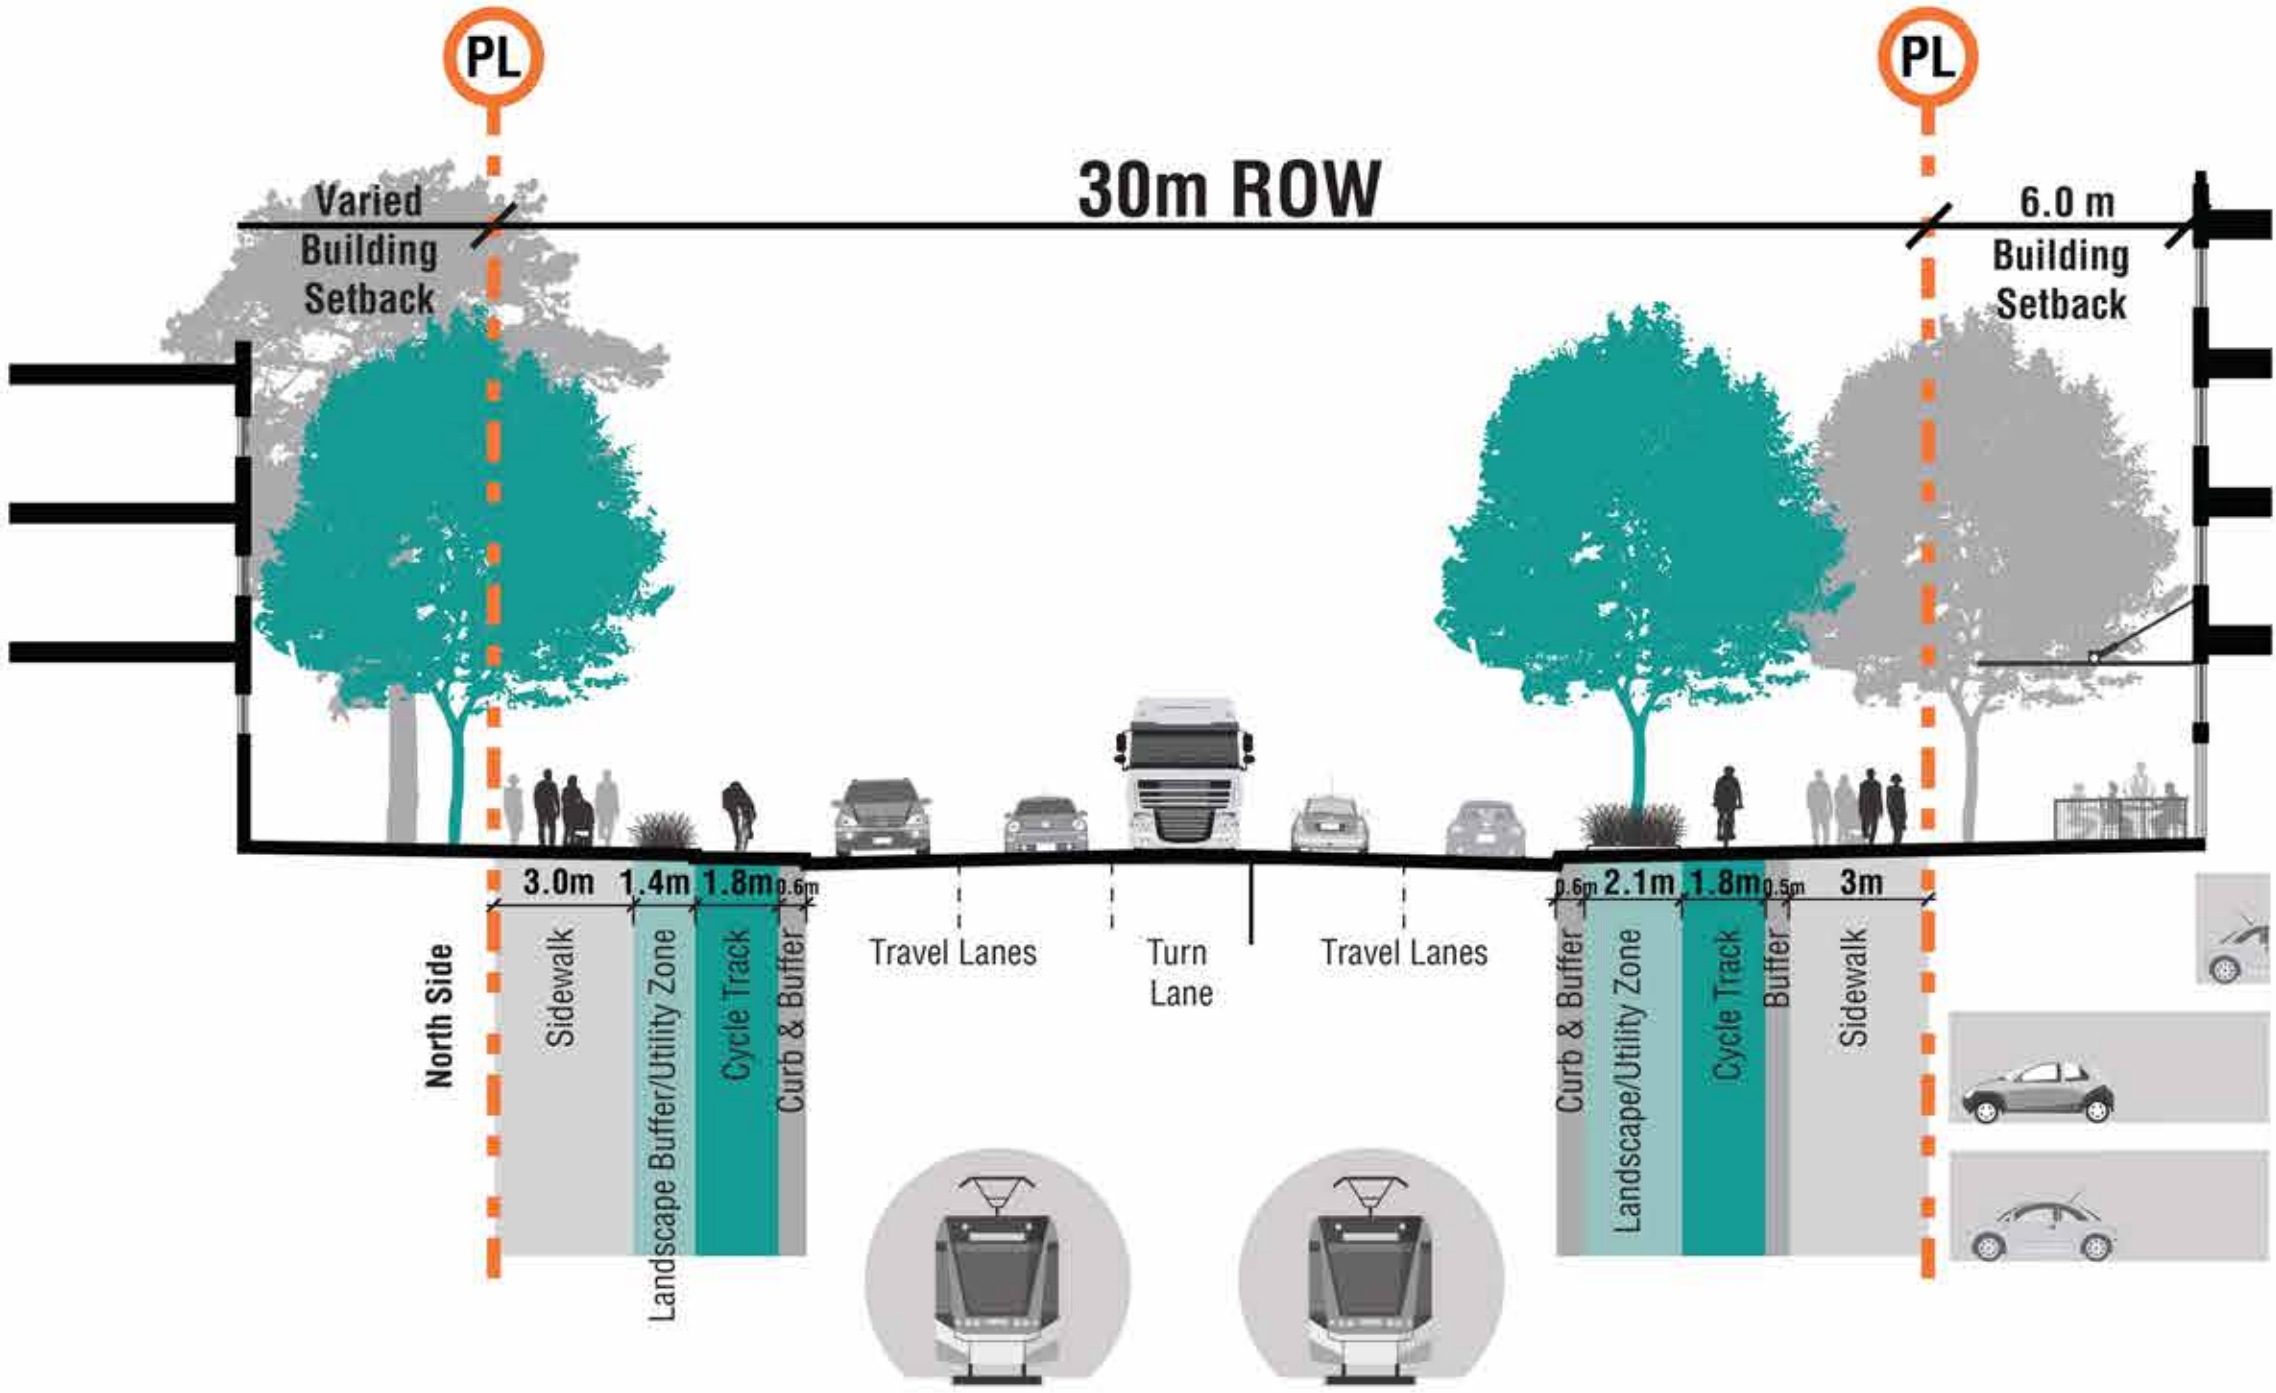 PL
PL
30m ROW
Varied
Building
Setback
6.0 m
Building
Setback
3.0m
1.4m
1.8m
0.6m
0.6m
2.1m
1.8m
0.5m
3m
North Side
Sidewalk
Landscape Buffer/Utility Zone
Cycle Track
Curb & Buffer
Travel Lanes
Turn
Lane
Travel Lanes
Curb & Buffer
Landscape/Utility Zone
Cycle Track
Buffer
Sidewalk